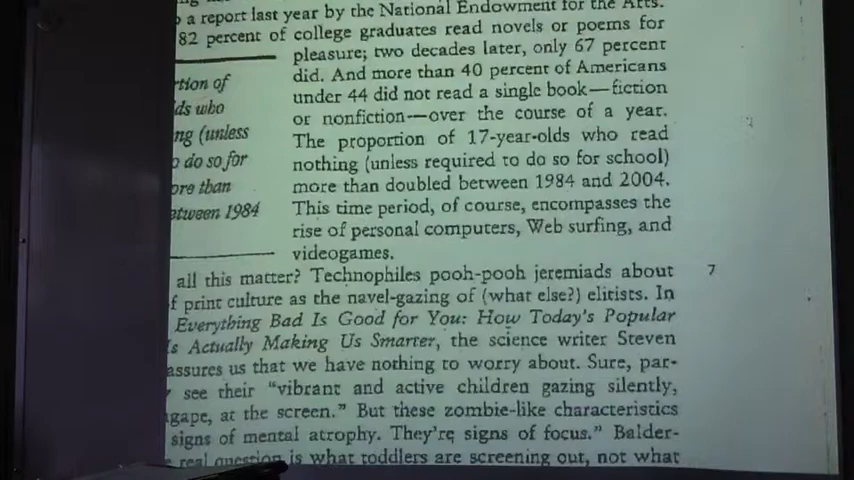 a report last year by the National Endowment for the Arts.
82 percent of college graduates read novels or poems for
pleasure; two decades later, only 67 percent
did. And more than 40 percent of Americans
under 44 did not read a single book—fiction
or nonfiction—over the course of a year.
The proportion of 17-year-olds who read
nothing (unless required to do so for school)
more than doubled between 1984 and 2004.
This time period, of course, encompasses the
rise of personal computers, Web surfing, and
videogames.
rtion of
ds who
ng (unless
o do so for
ore than
etween 1984
all this matter? Technophiles pooh-pooh jeremiads about
f print culture as the navel-gazing of (what else?) elitists. In
Everything Bad Is Good for You: How Today's Popular
Is Actually Making Us Smarter, the science writer Steven
assures us that we have nothing to worry about. Sure, par-
see their "vibrant and active children gazing silently,
agape, at the screen." But these zombie-like characteristics
signs of mental atrophy. They're signs of focus." Balder-
real question is what toddlers are screening out, not what
7